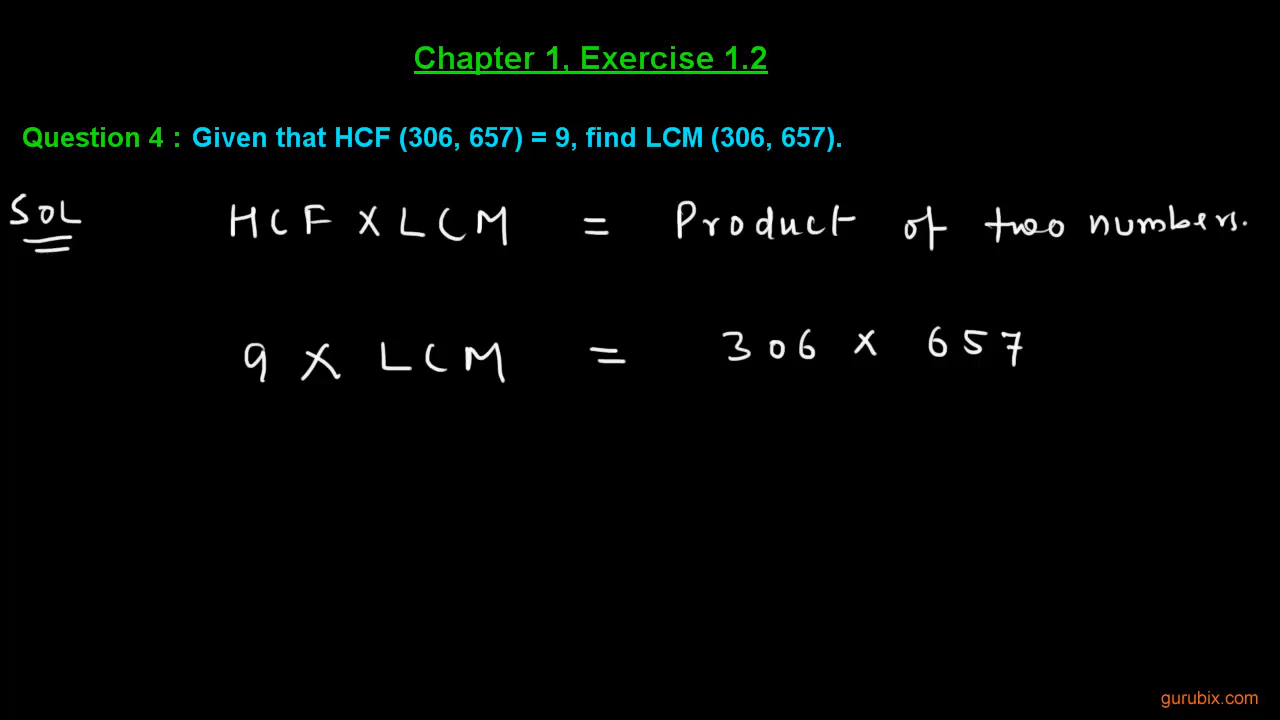 Chapter 1, Exercise 1.2
Question 4 : Given that HCF (306, 657) = 9, find LCM (306, 657).
SOL HCF X LCM = Product of two numbers.
9 X LCM = 306 x 657
gurubix.com